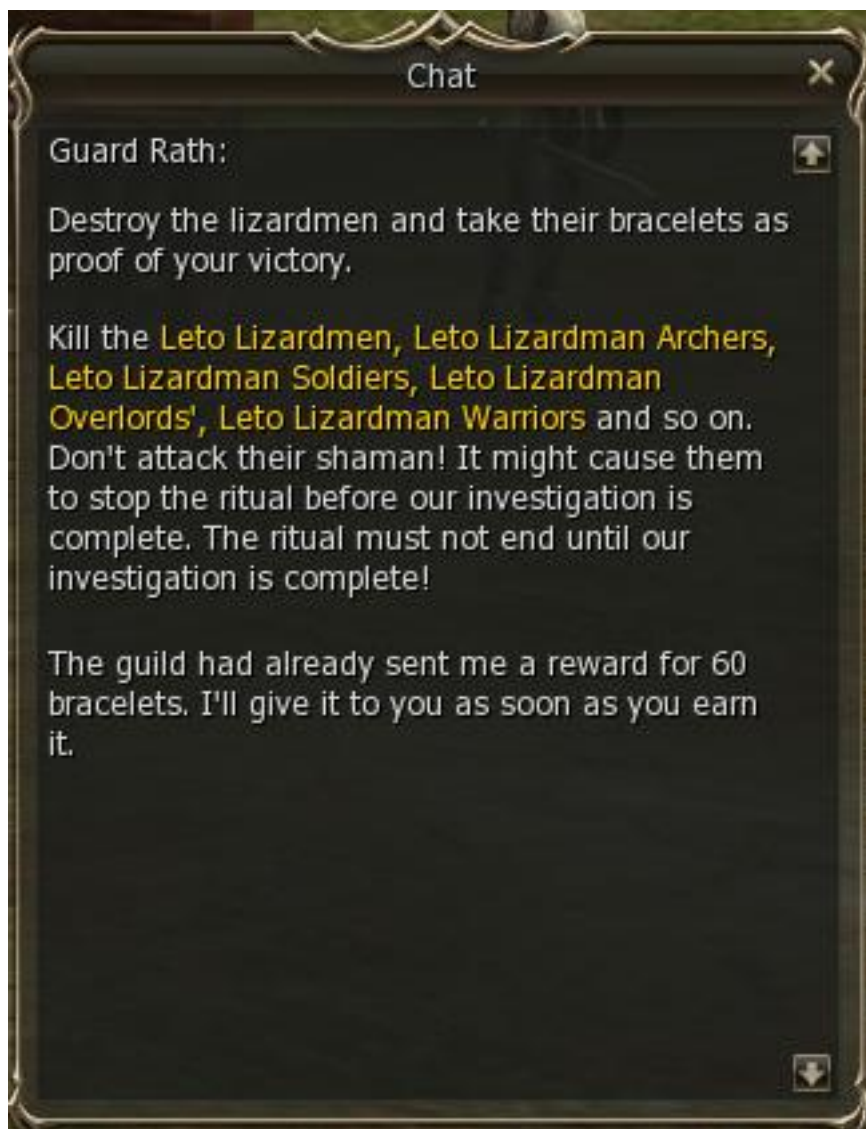 Chat
Guard Rath:
Destroy the lizardmen and take their bracelets as
proof of your victory.
Kill the Leto Lizardmen, Leto Lizardman Archers,
Leto Lizardman Soldiers, Leto Lizardman
Overlords', Leto Lizardman Warriors and so on.
Don't attack their shaman! It might cause them
to stop the ritual before our investigation is
complete. The ritual must not end until our
investigation is complete!
The guild had already sent me a reward for 60
bracelets. I'll give it to you as soon as you earn
it.